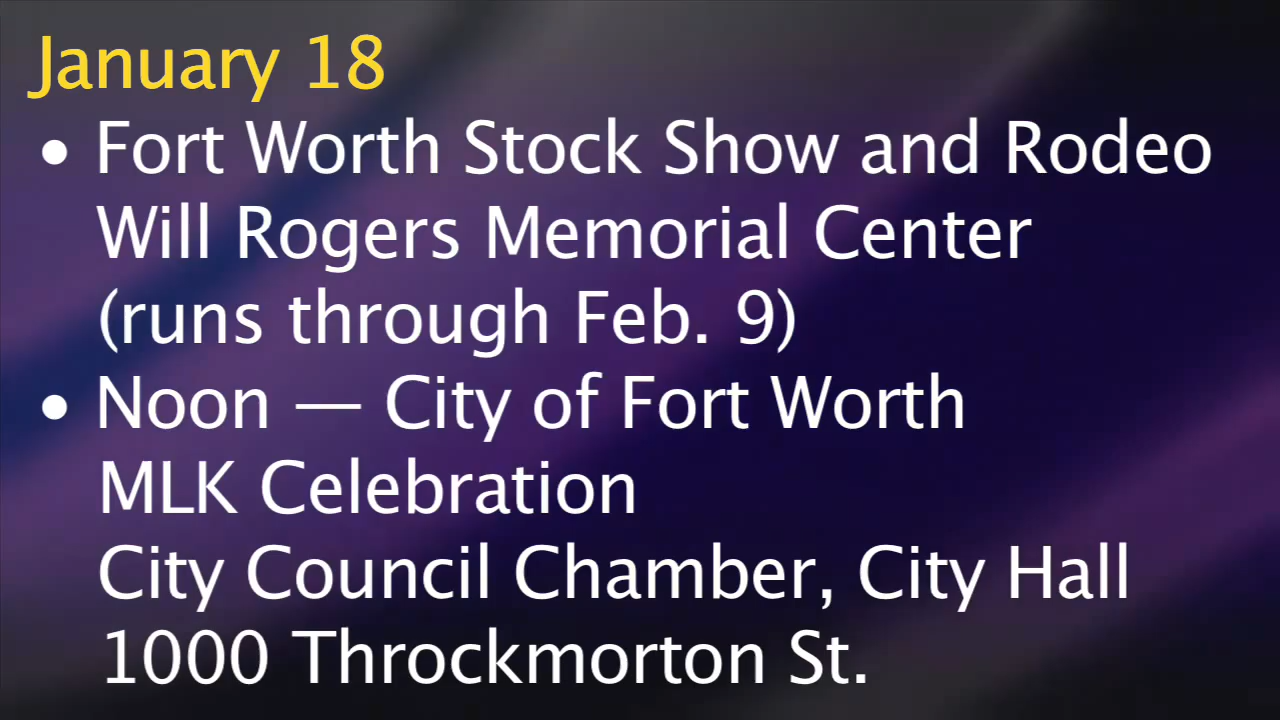 January 18
• Fort Worth Stock Show and Rodeo
Will Rogers Memorial Center
(runs through Feb. 9)
• Noon — City of Fort Worth
MLK Celebration
City Council Chamber, City Hall
1000 Throckmorton St.